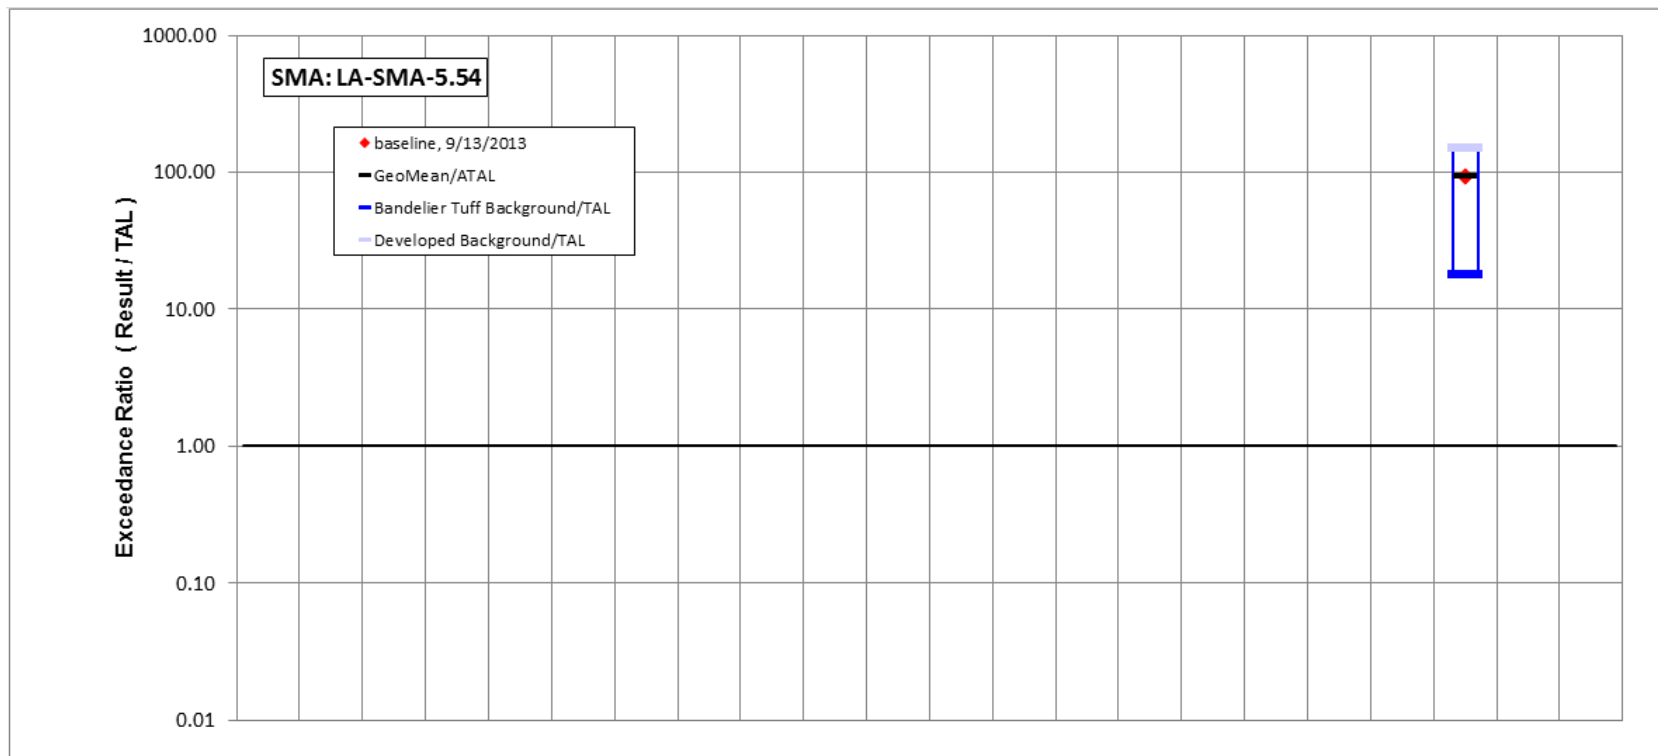 1000.00
SMA: LA-SMA-5.54
baseline, 9/13/2013
GeoMean/ATAL
Bandelier Tuff Background/TAL
Developed Background/TAL
100.00
10.00
1.00
0.10
0.01
Exceedance Ratio ( Result / TAL )